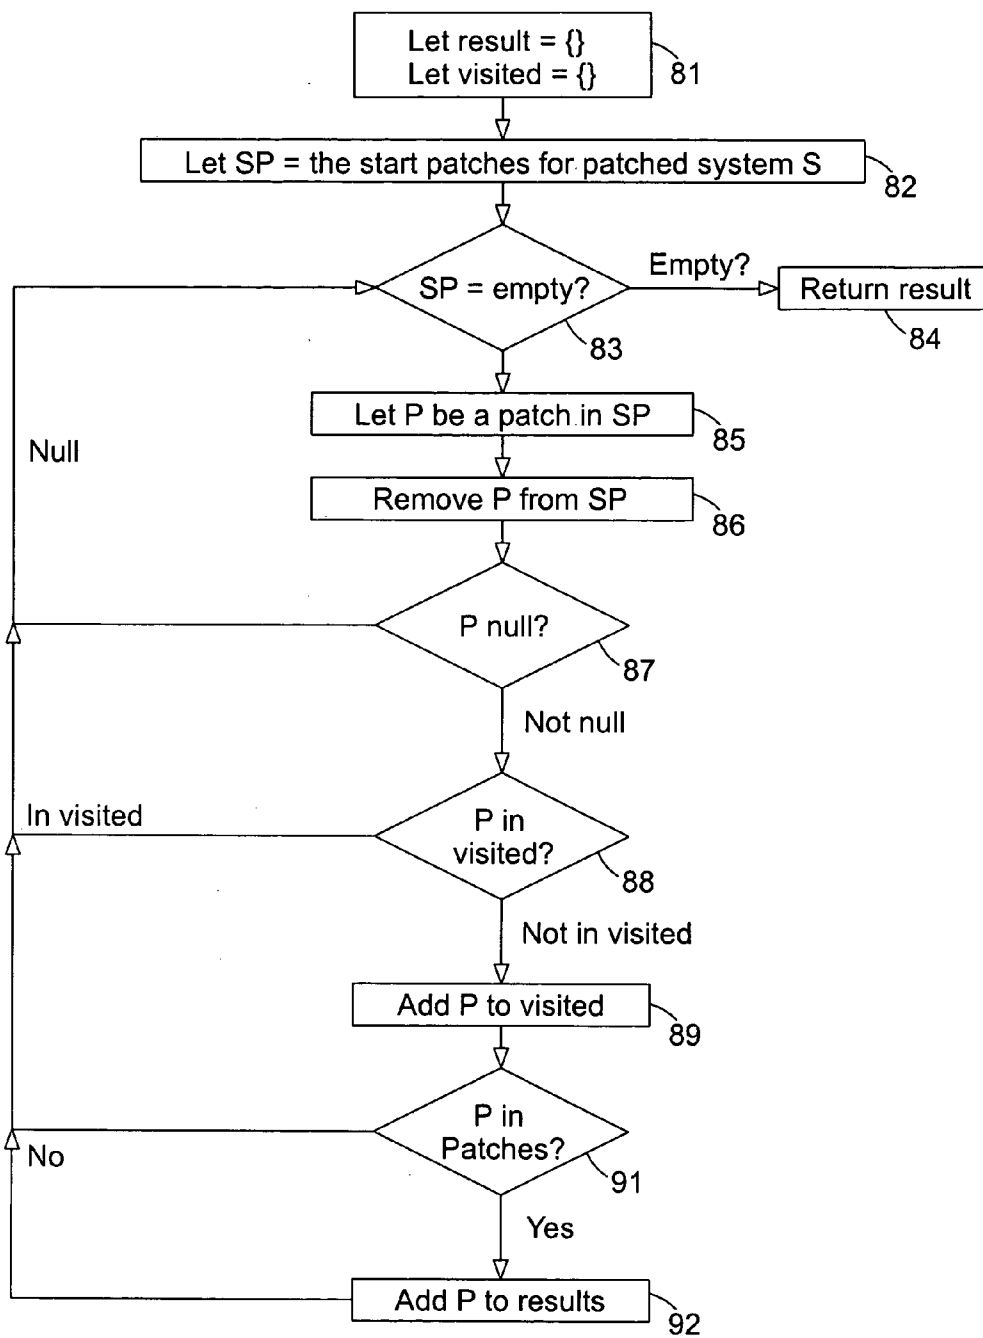 Let result = {}
Let visited = {}
81
Let SP = the start patches for patched system S
82
SP = empty?
83
Empty?
Return result
84
Let P be a patch in SP
85
Null
Remove P from SP
86
P null?
87
Not null
In visited
P in
visited?
88
Not in visited
Add P to visited
89
P in
Patches?
91
No
Yes
Add P to results
92